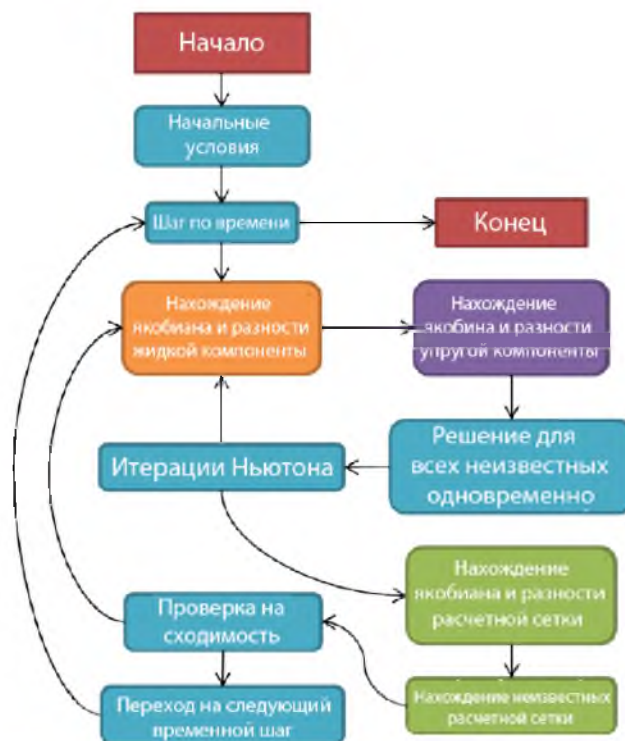 Начало
Начальные
условия
Шаг по времени
Конец
Нахождение
якобиана и разности
жидкой компоненты
Нахождение
якобина и разности
упругой компоненты
Решение для
всех неизвестных
одновременно
Итерации Ньютона
Нахождение
якобиана и разности
расчетной сетки
Проверка на
сходимость
Нахождение неизвестных
расчетной сетки
Переход на следующий
временной шаг